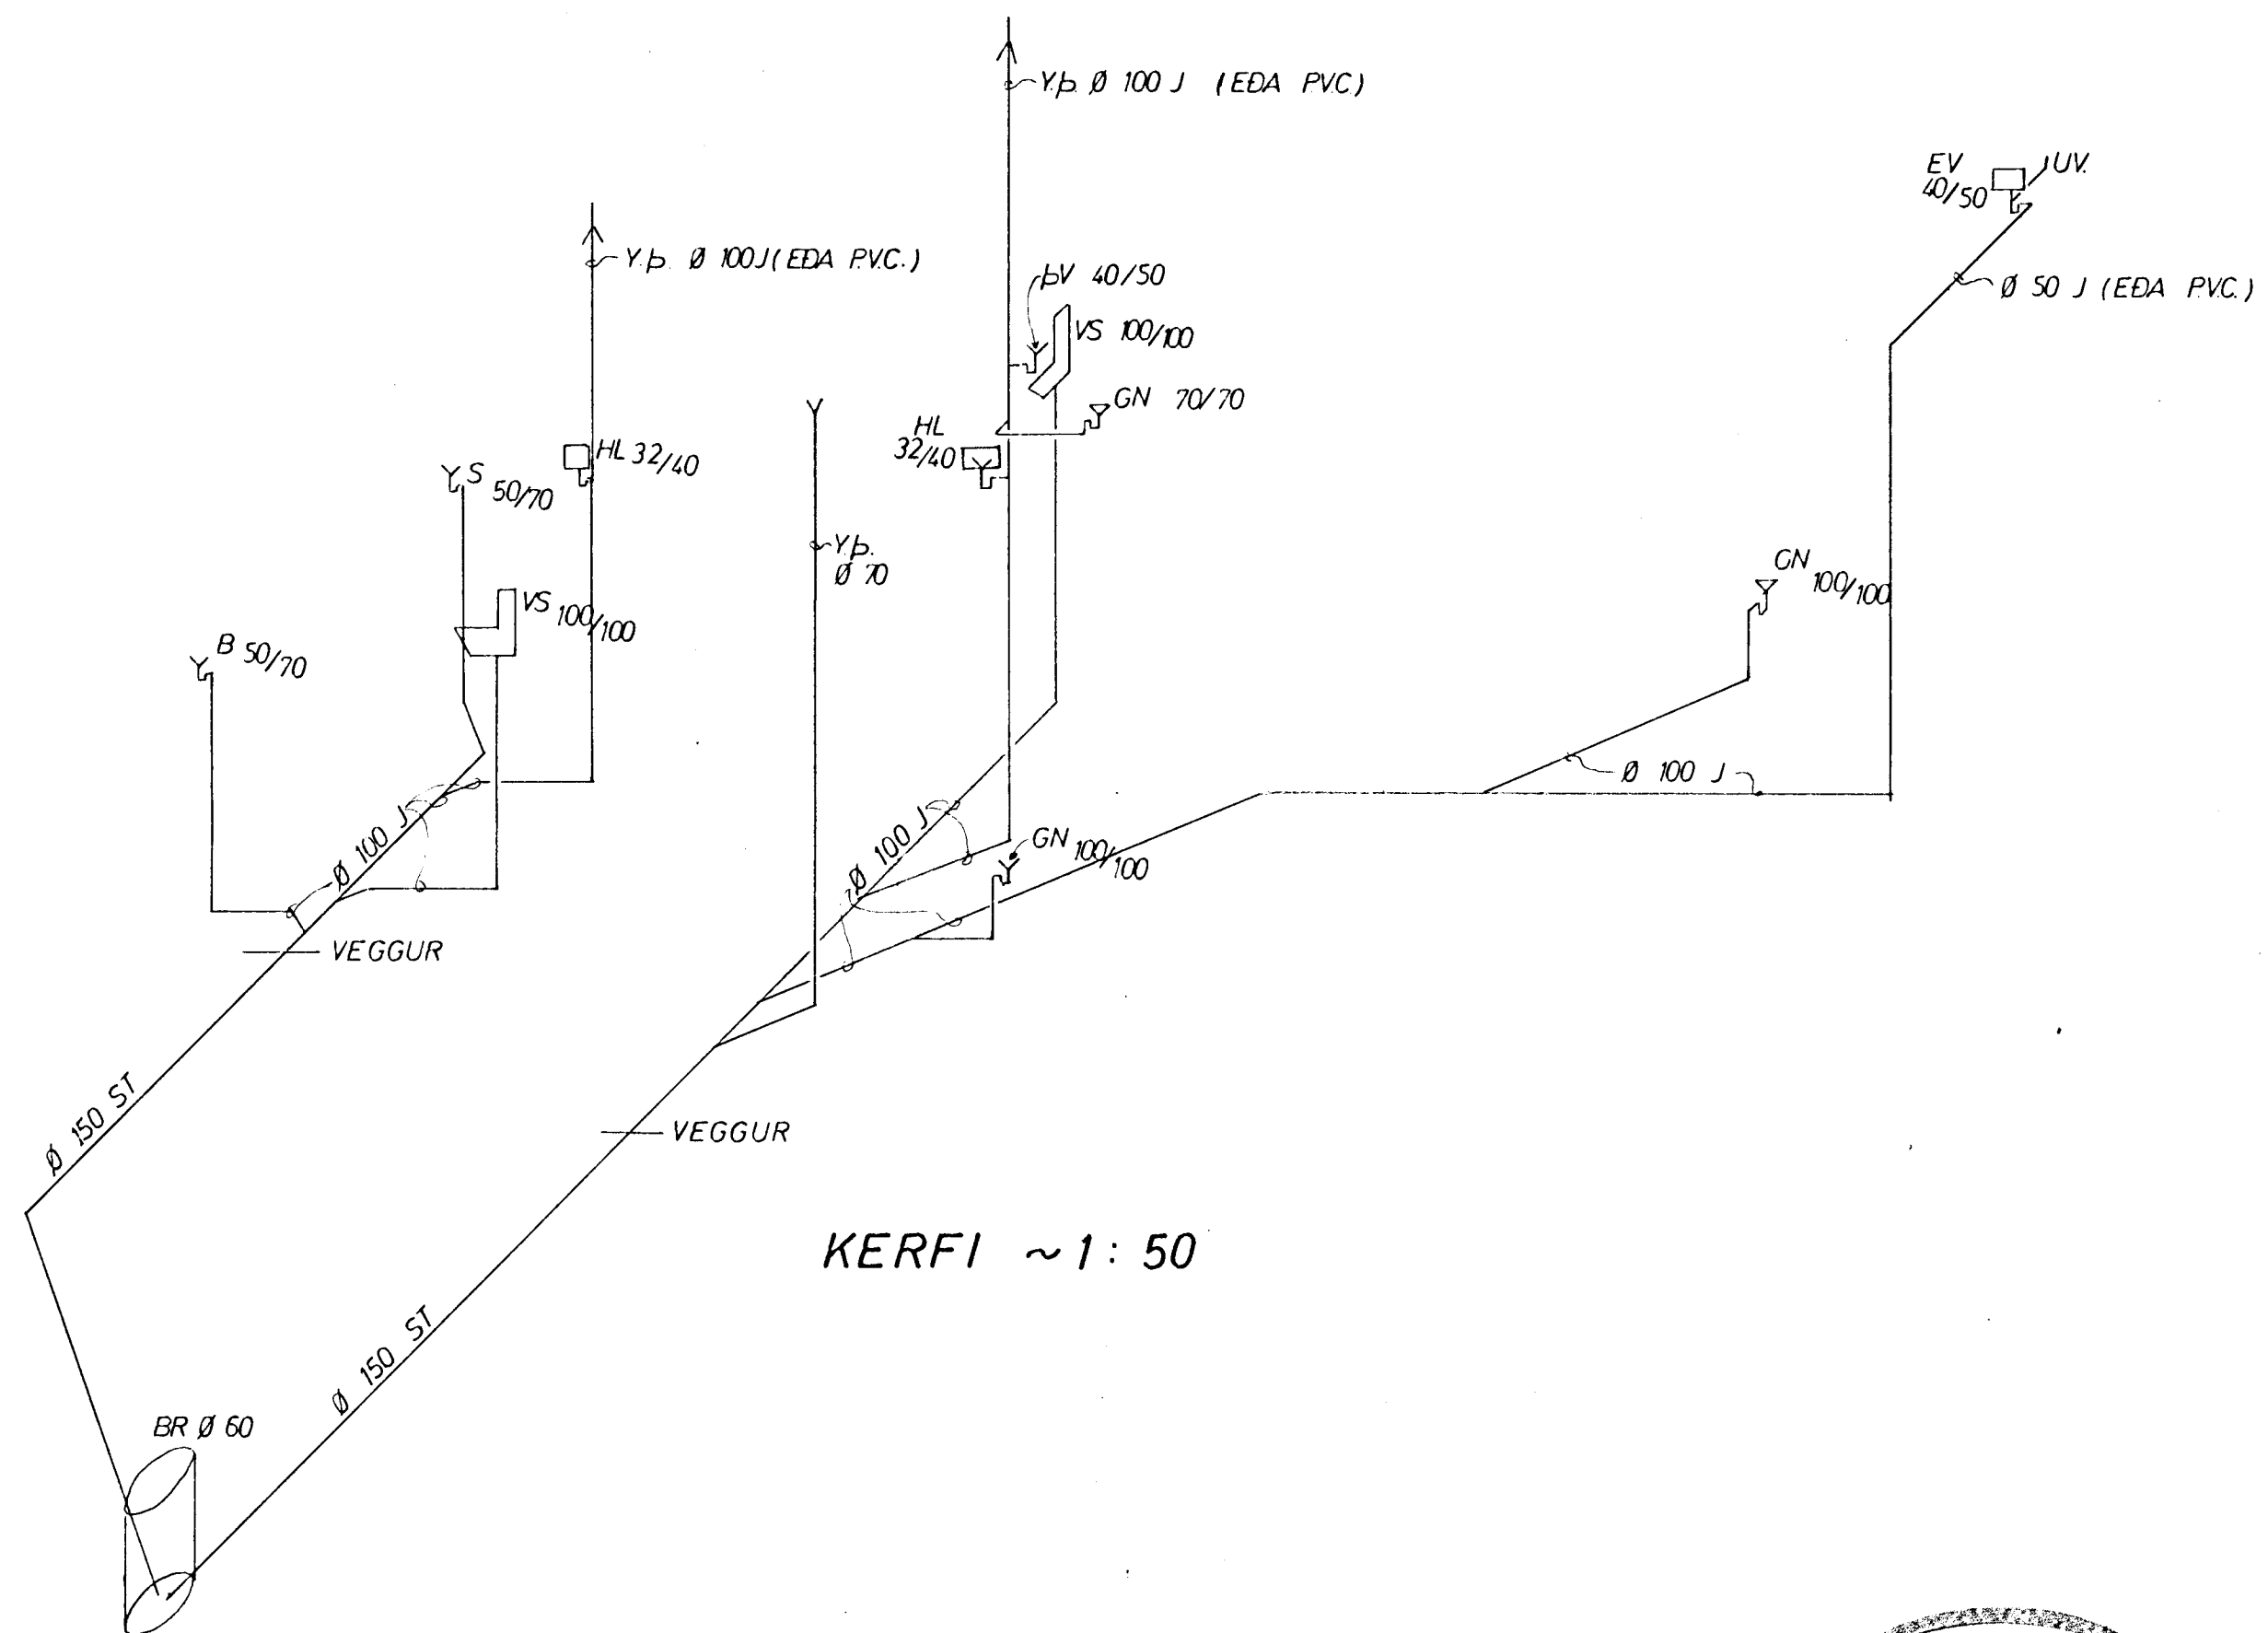 Y.þ. Ø 100 J (EÐA P.V.C.)
EV
40/50
UV.
Y.þ. Ø 100 J (EÐA P.V.C.)
þV 40/50
Ø 50 J (EÐA P.V.C.)
VS 100/100
GN 70/70
HL
32/40
HL 32/40
S 50/70
Y.þ.
Ø 70
GN 100/100
VS 100/100
B 50/70
Ø 100 J
Ø 100 J
Ø 100 J
GN 100/100
VEGGUR
Ø 150 ST
VEGGUR
KERFI ~1:50
Ø 150 ST
BR Ø 60